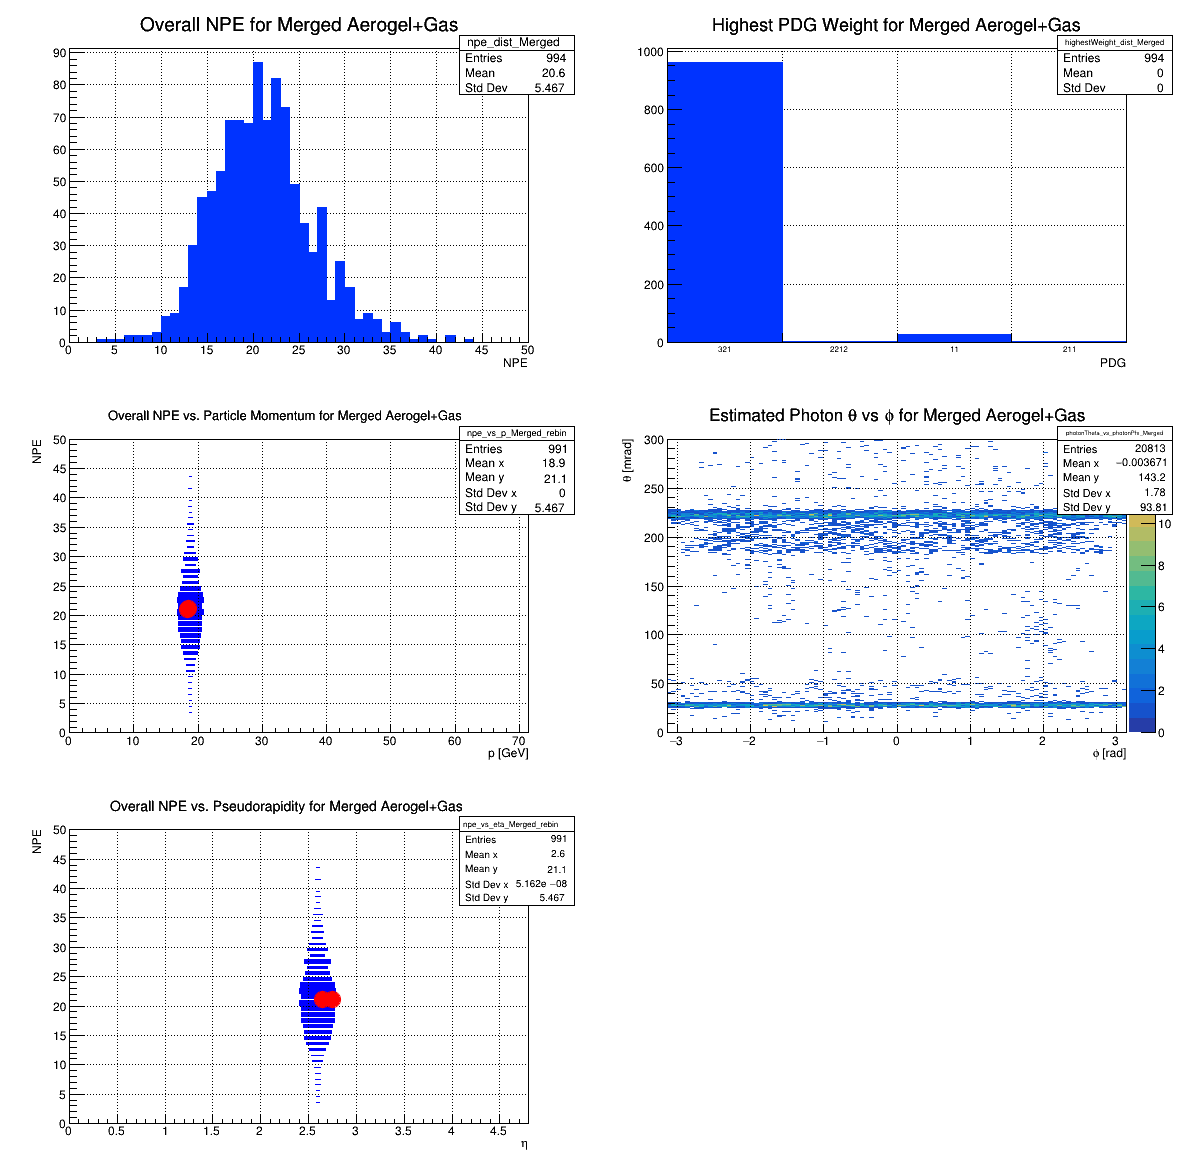 Overall NPE for Merged Aerogel+Gas
npe_dist_Merged
Entries 994
Mean 20.6
Std Dev 5.467
90
80
70
60
50
40
30
20
10
0
0 5 10 15 20 25 30 35 40 45 50
NPE
Highest PDG Weight for Merged Aerogel+Gas
highestWeight_dist_Merged
Entries 994
Mean 0
Std Dev 0
1000
800
600
400
200
0
321 2212 11 211
PDG
Overall NPE vs. Particle Momentum for Merged Aerogel+Gas
npe_vs_p_Merged_rebin
Entries 991
Mean x 18.9
Mean y 21.1
Std Dev x 0
Std Dev y 5.467
NPE
50
45
40
35
30
25
20
15
10
5
0
0 10 20 30 40 50 60 70
p [GeV]
Estimated Photon θ vs ϕ for Merged Aerogel+Gas
photonTheta_vs_photonPhi_Merged
Entries 20813
Mean x −0.003671
Mean y 143.2
Std Dev x 1.78
Std Dev y 93.81
θ [mrad]
300
250
200
150
100
50
0
−3 −2 −1 0 1 2 3
ϕ [rad]
10
8
6
4
2
0
Overall NPE vs. Pseudorapidity for Merged Aerogel+Gas
npe_vs_eta_Merged_rebin
Entries 991
Mean x 2.6
Mean y 21.1
Std Dev x 5.162e −08
Std Dev y 5.467
NPE
50
45
40
35
30
25
20
15
10
5
0
0 0.5 1 1.5 2 2.5 3 3.5 4 4.5
η